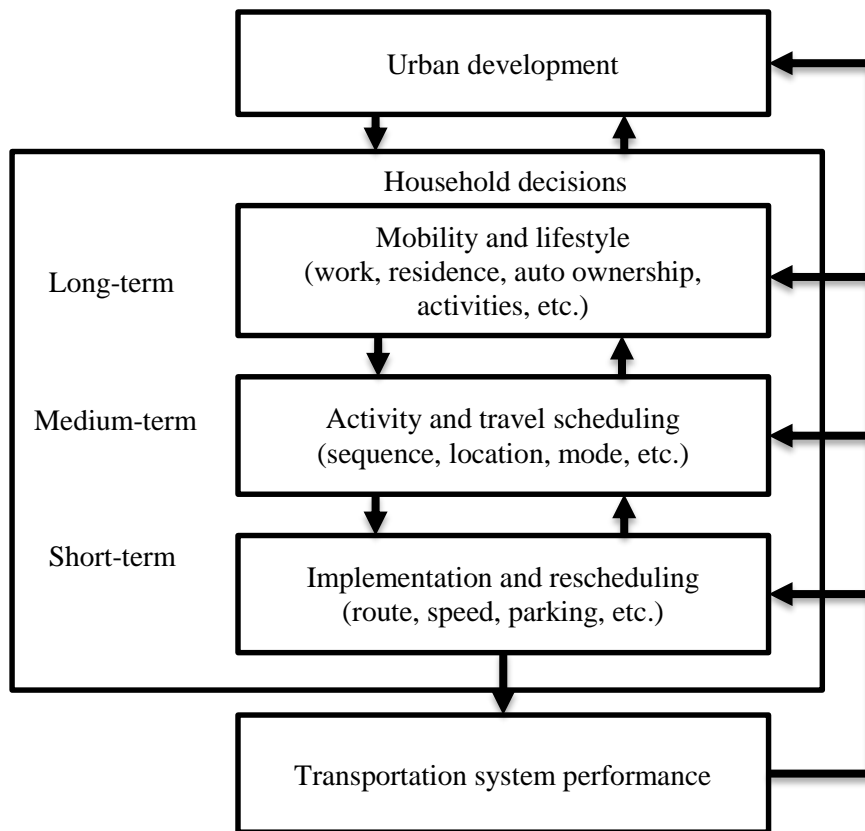 Urban development
Household decisions
Long-term
Mobility and lifestyle
(work, residence, auto ownership,
activities, etc.)
Medium-term
Activity and travel scheduling
(sequence, location, mode, etc.)
Short-term
Implementation and rescheduling
(route, speed, parking, etc.)
Transportation system performance